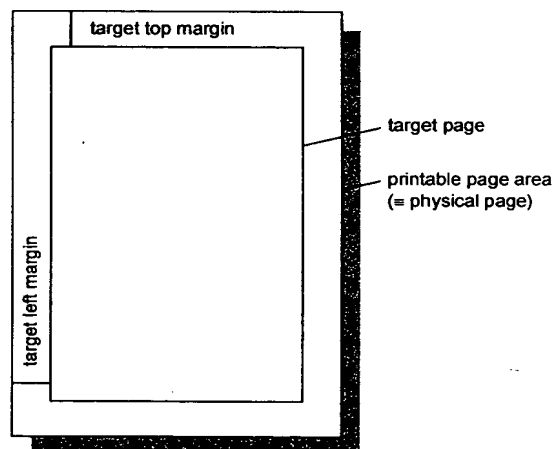 target top margin
target page
printable page area
(≡ physical page)
target left margin